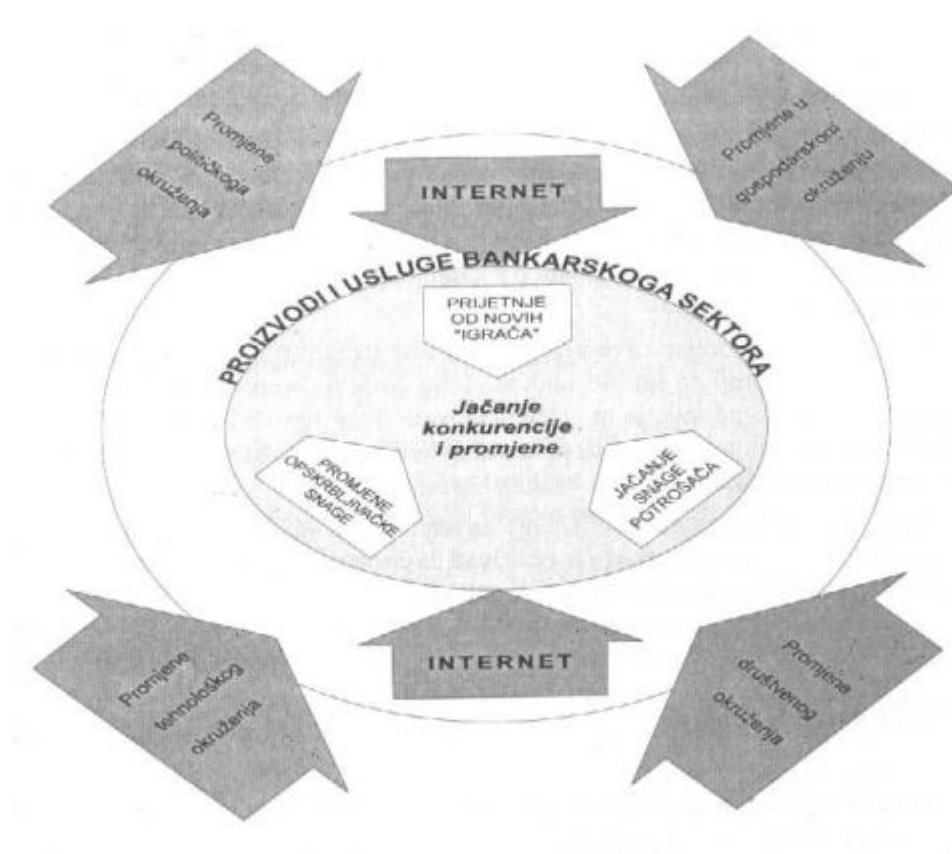 Promjene
političkoga
okruženja
Promjene u
gospodarskom
okruženju
INTERNET
PROIZVODI I USLUGE BANKARSKOGA SEKTORA
PRIJETNJE
OD NOVIH
"IGRAČA"
Jačanje
konkurencije
i promjene
PROMJENE
OPSKRBLJIVAČKE
SNAGE
JAČANJE
SNAGE
POTROŠAČA
INTERNET
Promjene
tehnološkog
okruženja
Promjene
društvenog
okruženja